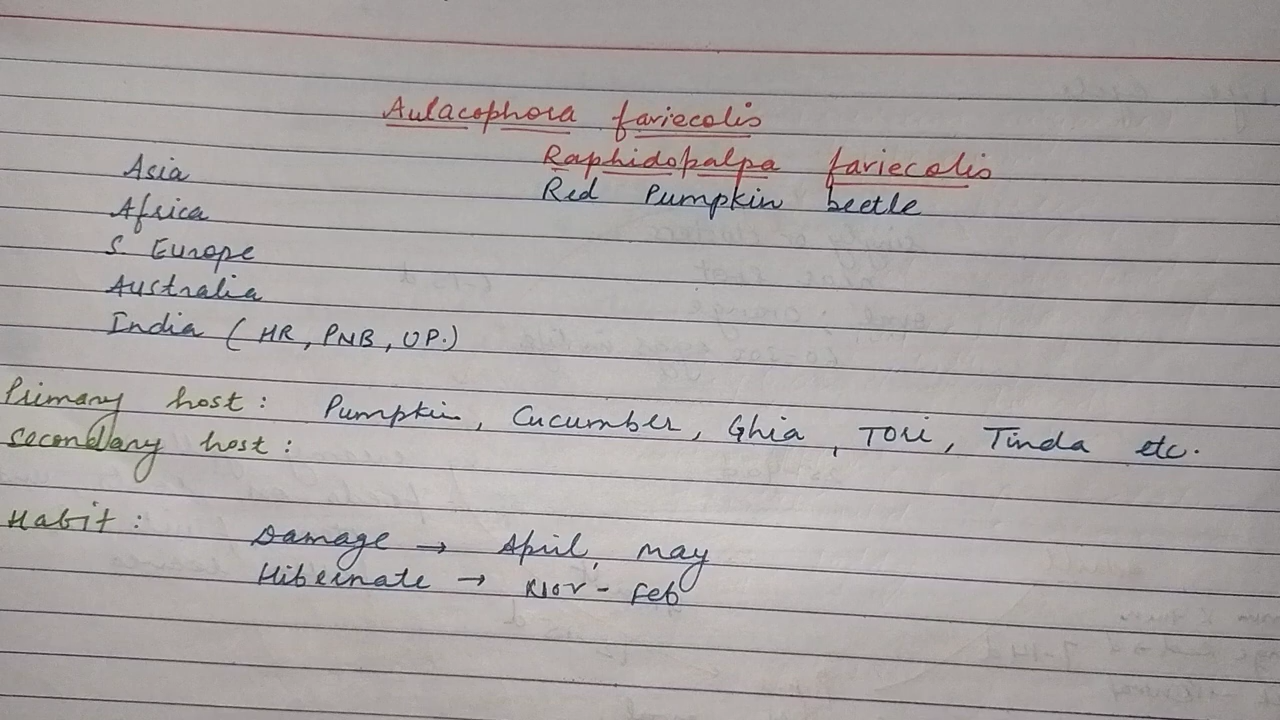 Aulacophora fariecolis
Raphidopalpa fariecolis
Red Pumpkin beetle
Asia
Africa
S. Europe
Australia
India (HR, PNB, UP.)
Primary host: Pumpkin, Cucumber, Ghia, Tori, Tinda etc.
Secondary host:
Habit:
Damage → April, May
Hibernate → Nov - Feb